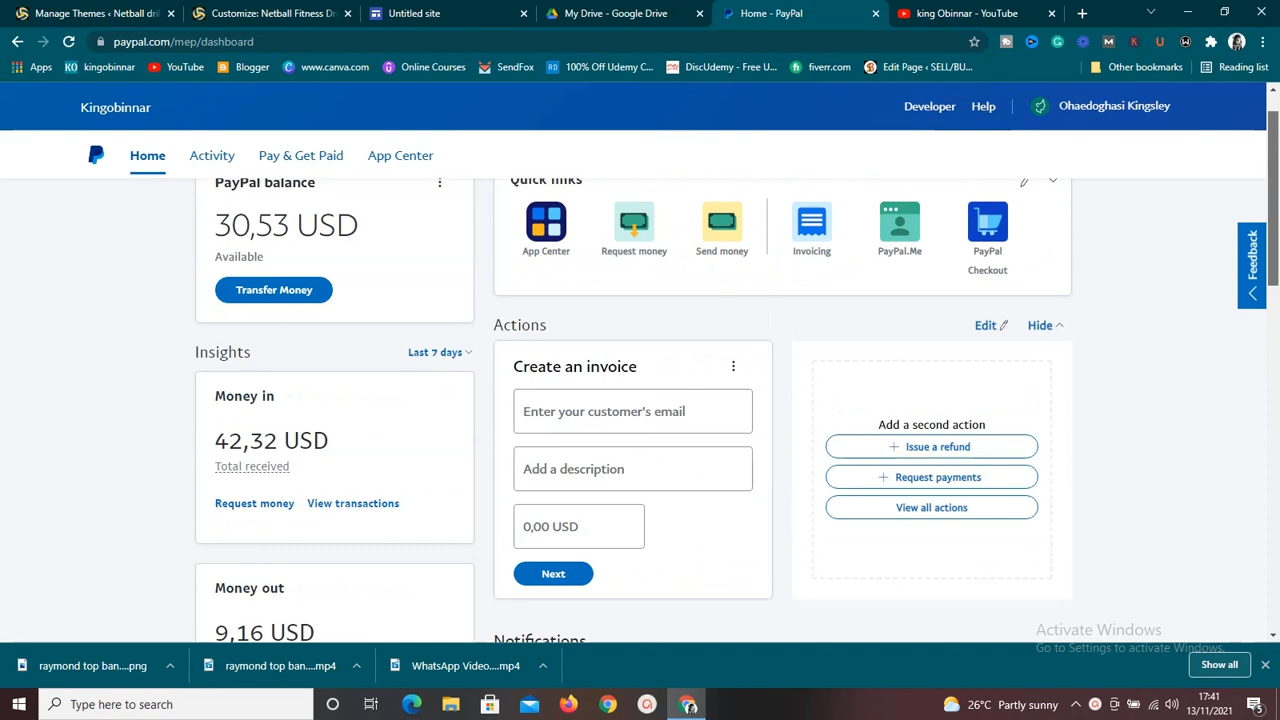 Manage Themes ‹ Netball dri
Customize: Netball Fitness Dr
Untitled site
My Drive - Google Drive
Home - PayPal
king Obinnar - YouTube
paypal.com/mep/dashboard
Apps
kingobinnar
YouTube
Blogger
www.canva.com
Online Courses
SendFox
100% Off Udemy C...
DiscUdemy - Free U...
fiverr.com
Edit Page ‹ SELL/BU...
Other bookmarks
Reading list
Kingobinnar
Developer
Help
Ohaedoghasi Kingsley
Home
Activity
Pay & Get Paid
App Center
PayPal balance
30,53 USD
Available
Transfer Money
Quick links
App Center
Request money
Send money
Invoicing
PayPal.Me
PayPal
Checkout
Feedback
Insights
Last 7 days
Money in
42,32 USD
Total received
Request money
View transactions
Money out
9,16 USD
Actions
Edit
Hide
Create an invoice
Enter your customer's email
Add a description
0,00 USD
Next
Add a second action
Issue a refund
Request payments
View all actions
Notifications
Activate Windows
Go to Settings to activate Windows.
raymond top ban....png
raymond top ban....mp4
WhatsApp Video....mp4
Show all
Type here to search
26°C Partly sunny
17:41
13/11/2021